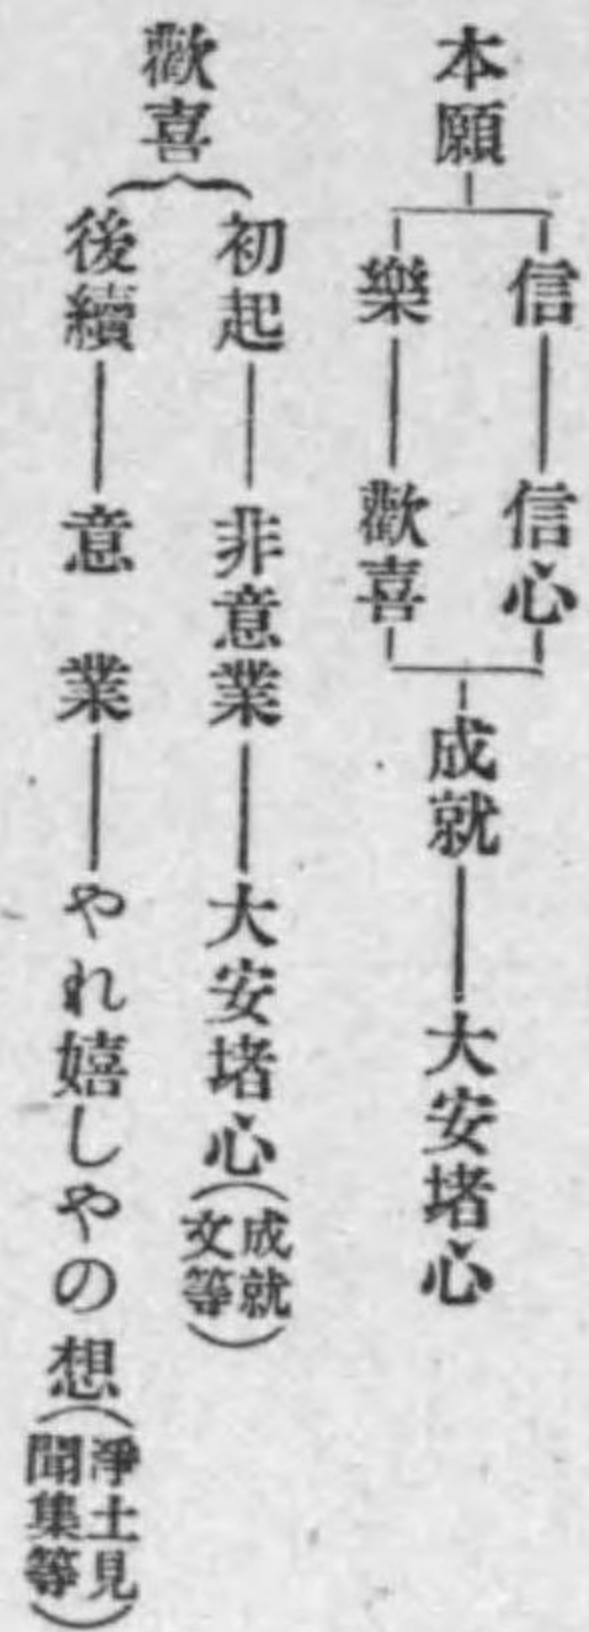 本願
信――信心
樂――歡喜
成就――大安堵心
歡喜
初起――非意業――大安堵心（成就文等）
後續――意業――やれ嬉しやの想（淨土見聞集等）